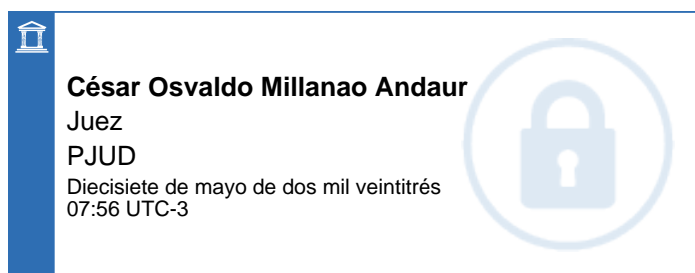 César Osvaldo Millanao Andaur
Juez
PJUD
Diecisiete de mayo de dos mil veintitrés
07:56 UTC-3